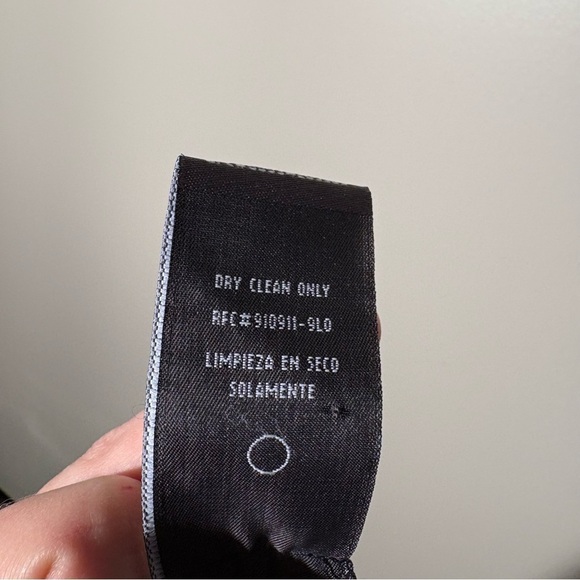 DRY CLEAN ONLY
RFC#910911-9L0
LIMPIEZA EN SECO
SOLAMENTE